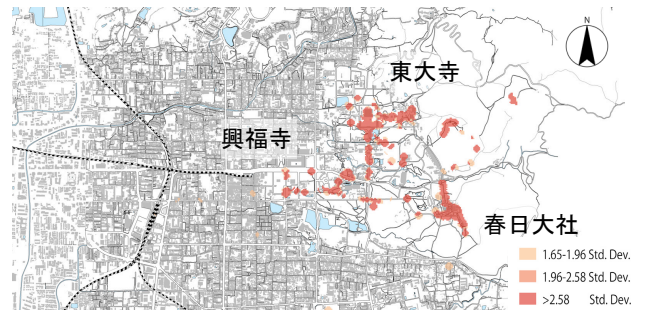 N
東大寺
興福寺
春日大社
1.65-1.96 Std. Dev.
1.96-2.58 Std. Dev.
>2.58 Std. Dev.